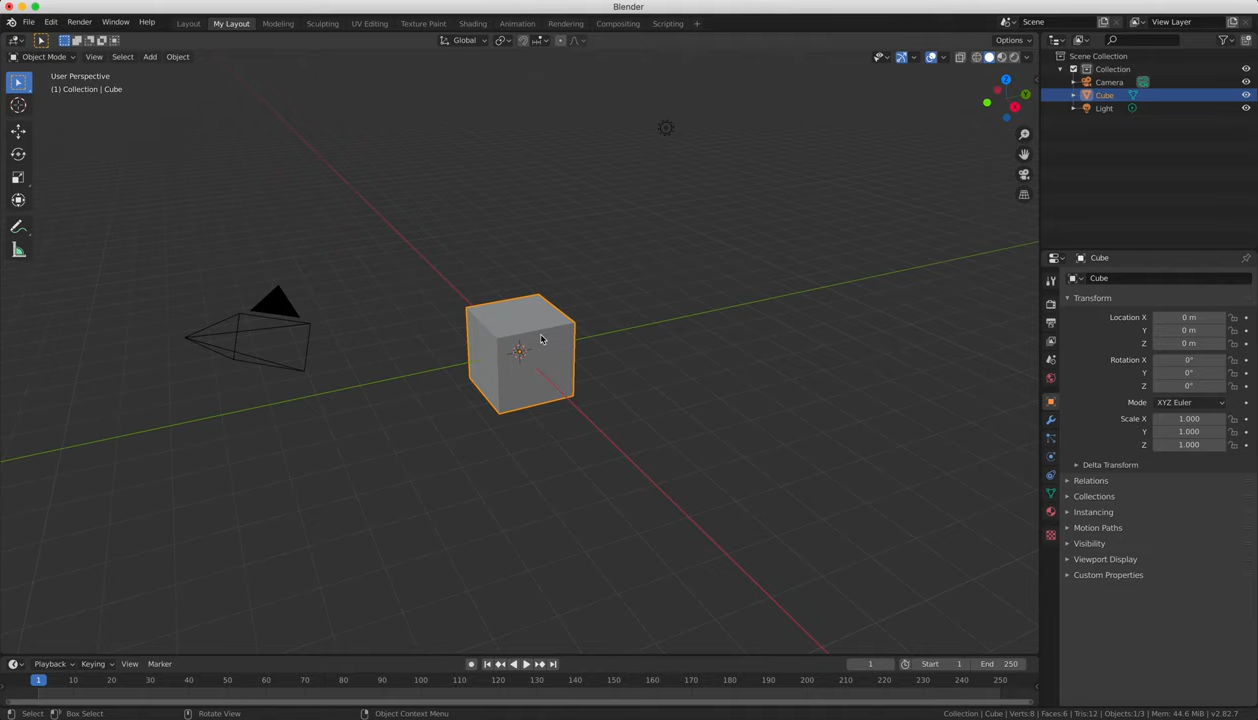 Blender
File Edit Render Window Help Layout My Layout Modeling Sculpting UV Editing Texture Paint Shading Animation Rendering Compositing Scripting + Scene View Layer
Global Options
Object Mode View Select Add Object
User Perspective
(1) Collection | Cube
Z
Y
X
Scene Collection
Collection
Camera
Cube
Light
Cube
Cube
Transform
Location X 0 m
Y 0 m
Z 0 m
Rotation X 0°
Y 0°
Z 0°
Mode XYZ Euler
Scale X 1.000
Y 1.000
Z 1.000
Delta Transform
Relations
Collections
Instancing
Motion Paths
Visibility
Viewport Display
Custom Properties
Playback Keying View Marker 1 Start 1 End 250
1 10 20 30 40 50 60 70 80 90 100 110 120 130 140 150 160 170 180 190 200 210 220 230 240 250
Select Box Select Rotate View Object Context Menu Collection | Cube | Verts:8 | Faces:6 | Tris:12 | Objects:1/3 | Mem: 44.6 MiB | v2.82.7